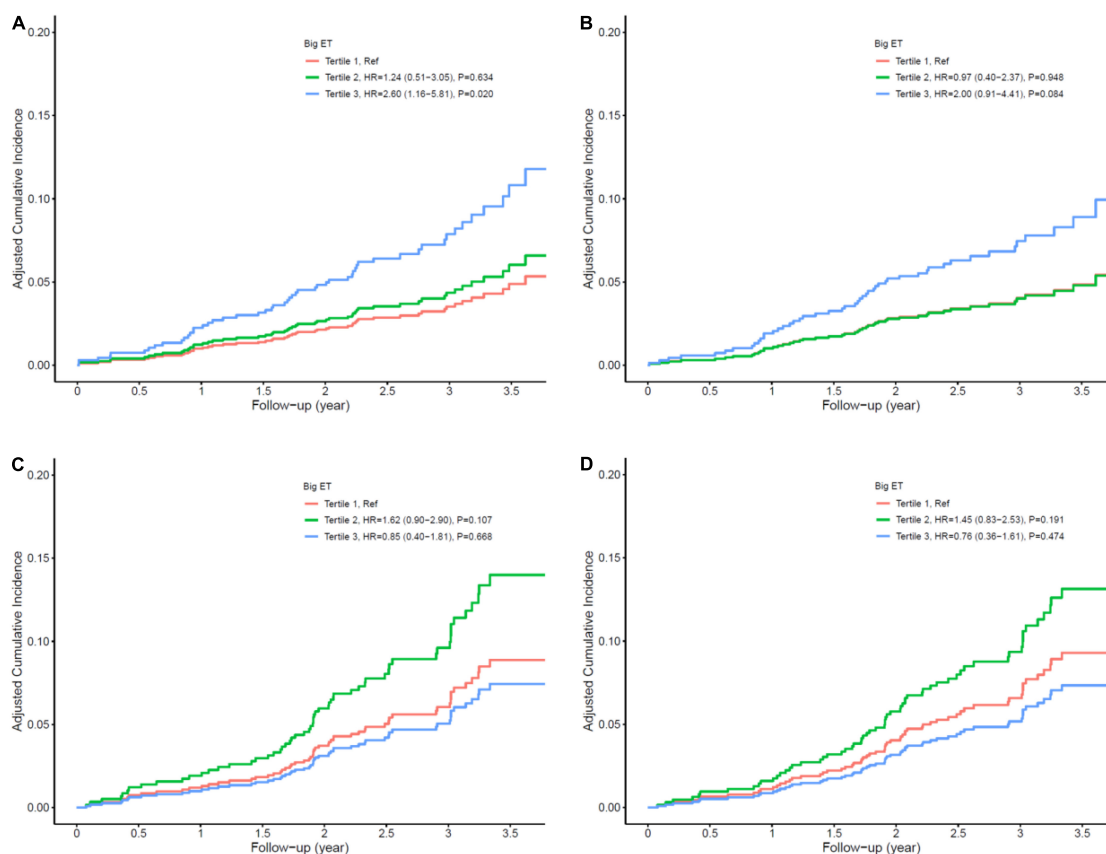 A
Big ET
Tertile 1, Ref
Tertile 2, HR=1.24 (0.51−3.05), P=0.634
Tertile 3, HR=2.60 (1.16−5.81), P=0.020
Adjusted Cumulative Incidence
0.20
0.15
0.10
0.05
0.00
0 0.5 1 1.5 2 2.5 3 3.5
Follow−up (year)
B
Big ET
Tertile 1, Ref
Tertile 2, HR=0.97 (0.40−2.37), P=0.948
Tertile 3, HR=2.00 (0.91−4.41), P=0.084
Adjusted Cumulative Incidence
0.20
0.15
0.10
0.05
0.00
0 0.5 1 1.5 2 2.5 3 3.5
Follow−up (year)
C
Big ET
Tertile 1, Ref
Tertile 2, HR=1.62 (0.90−2.90), P=0.107
Tertile 3, HR=0.85 (0.40−1.81), P=0.668
Adjusted Cumulative Incidence
0.20
0.15
0.10
0.05
0.00
0 0.5 1 1.5 2 2.5 3 3.5
Follow−up (year)
D
Big ET
Tertile 1, Ref
Tertile 2, HR=1.45 (0.83−2.53), P=0.191
Tertile 3, HR=0.76 (0.36−1.61), P=0.474
Adjusted Cumulative Incidence
0.20
0.15
0.10
0.05
0.00
0 0.5 1 1.5 2 2.5 3 3.5
Follow−up (year)